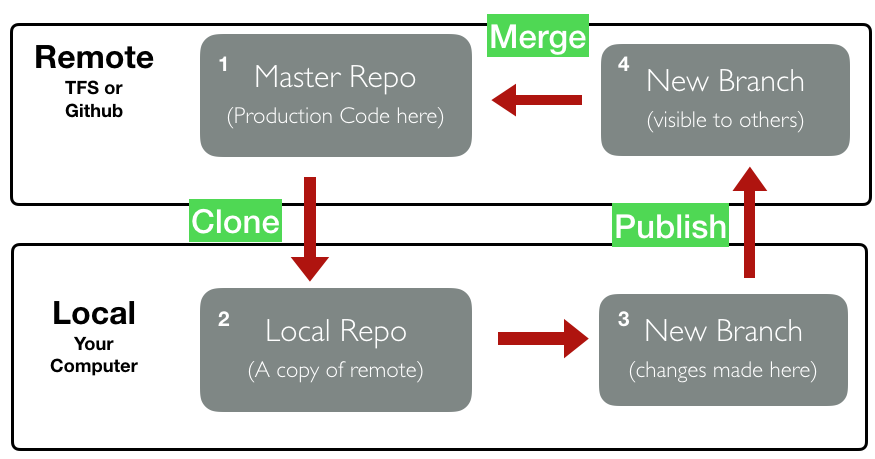 Remote
TFS or
Github
1
Master Repo
(Production Code here)
Merge
4
New Branch
(visible to others)
Clone
Publish
Local
Your
Computer
2
Local Repo
(A copy of remote)
3
New Branch
(changes made here)